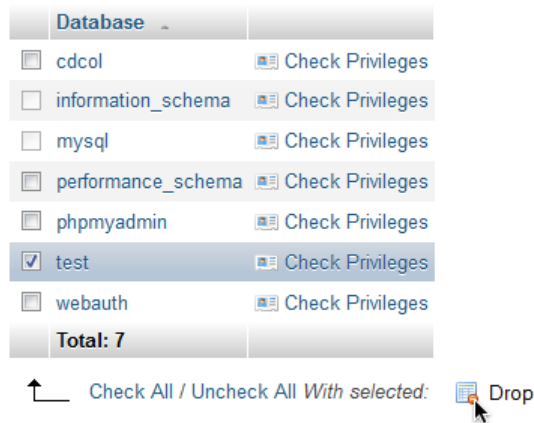 Database
cdcol Check Privileges
information_schema Check Privileges
mysql Check Privileges
performance_schema Check Privileges
phpmyadmin Check Privileges
test Check Privileges
webauth Check Privileges
Total: 7
Check All / Uncheck All With selected: Drop